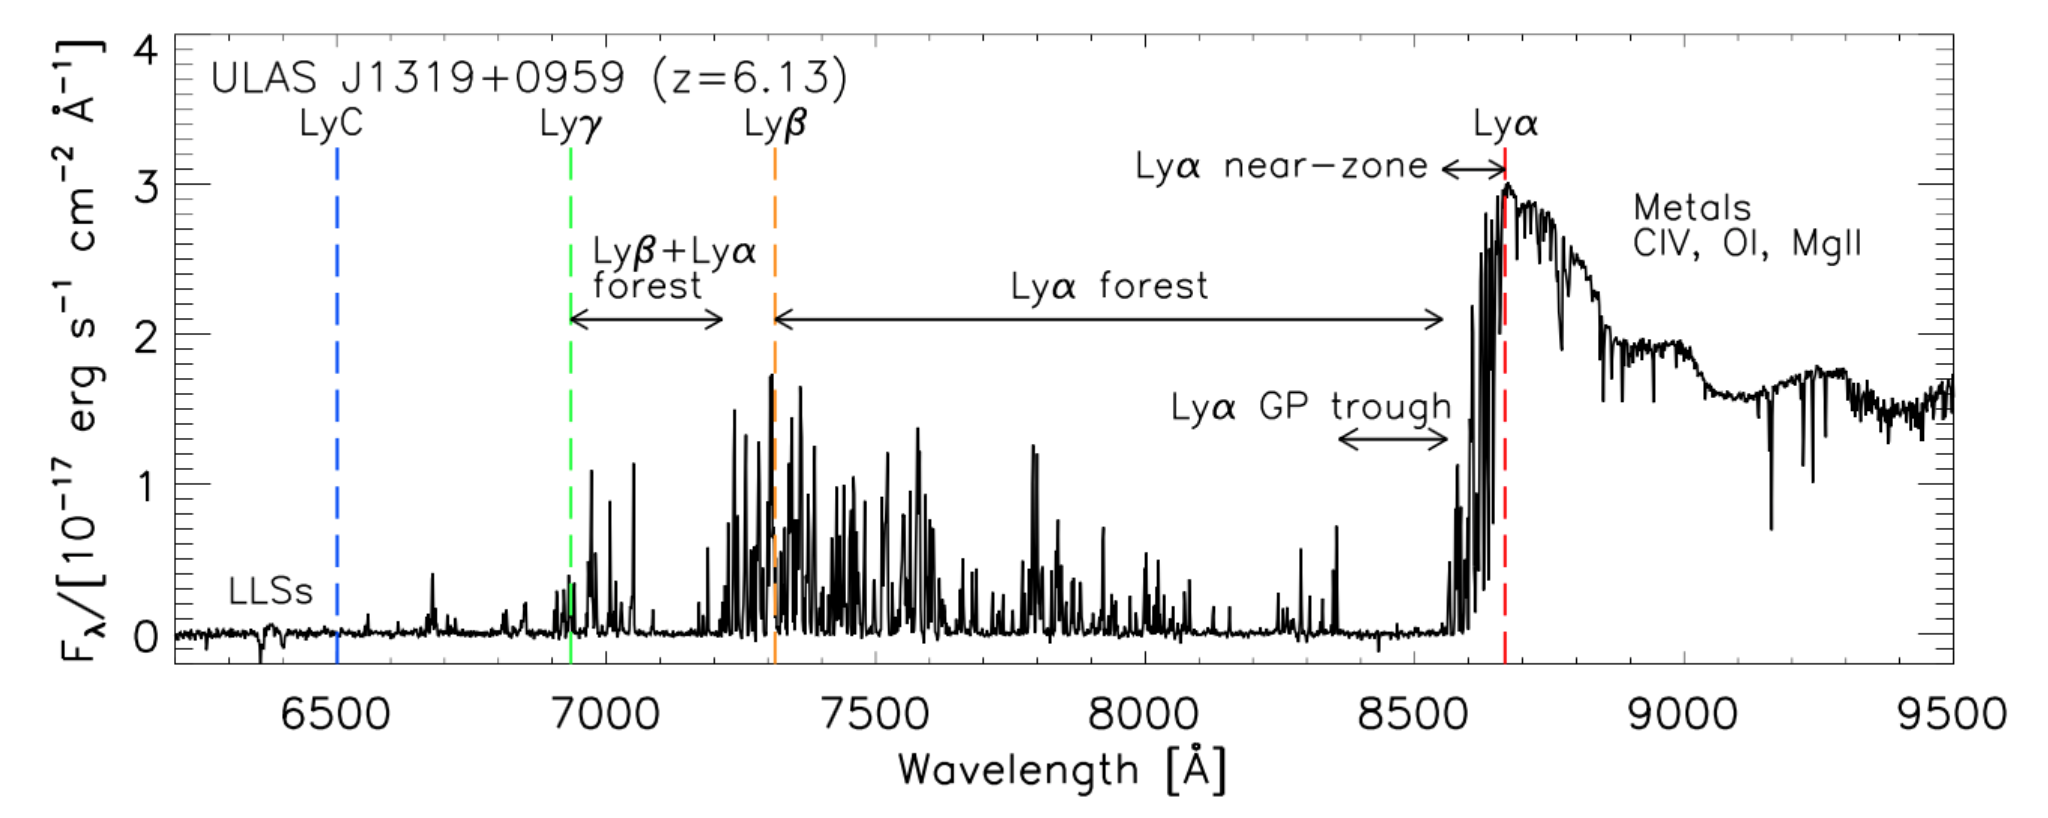 ULAS J1319+0959 (z=6.13)
LyC
Lyγ
Lyβ
Lyα
Lyα near−zone
Metals
CIV, OI, MgII
Lyβ+Lyα
forest
Lyα forest
Lyα GP trough
LLSs
4
3
2
1
0
Fλ/[10⁻¹⁷ erg s⁻¹ cm⁻² Å⁻¹]
6500 7000 7500 8000 8500 9000 9500
Wavelength [Å]